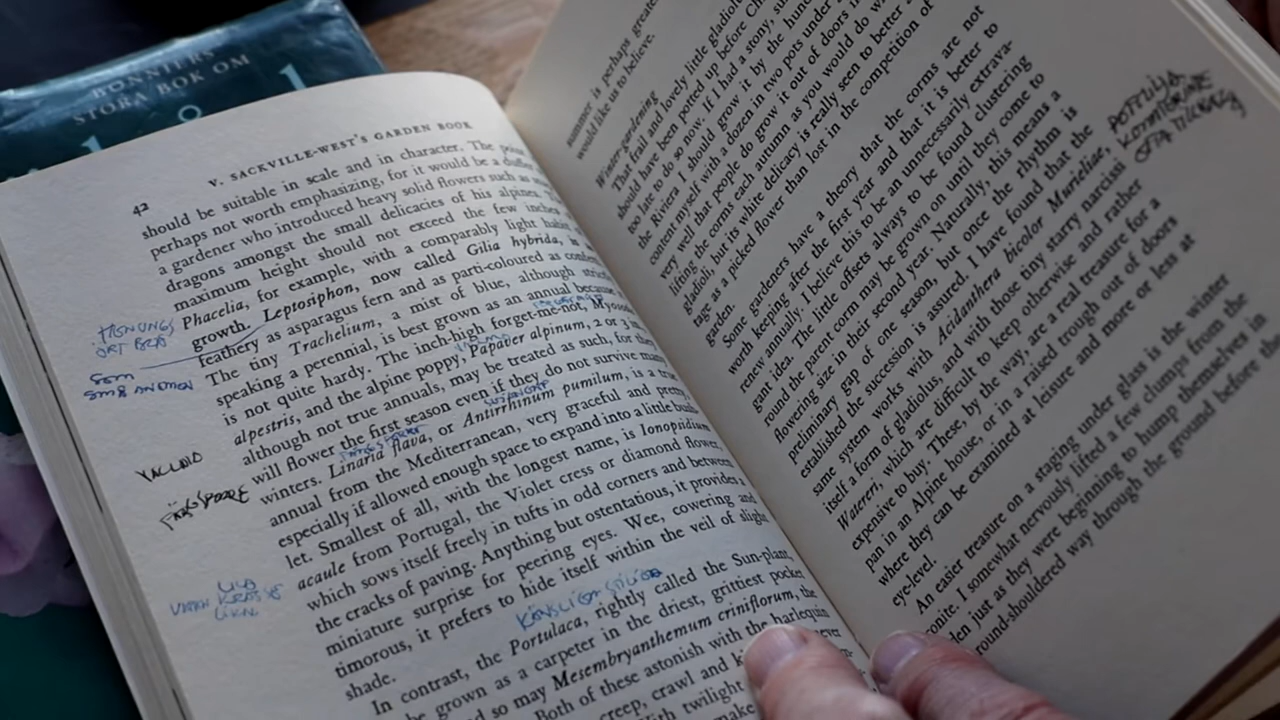 BONNIERS
STORA BOK OM
V. SACKVILLE-WEST'S GARDEN BOOK
42
should be suitable in scale and in character. The
perhaps not worth emphasizing, for it would be a
a gardener who introduced heavy solid flowers such as
dragons amongst the small delicacies of his alpines. The
maximum height should not exceed the few inches
Phacelia, for example, with a comparably light habit
growth. Leptosiphon, now called Gilia hybrida, is
feathery as asparagus fern and as parti-coloured as
The tiny Trachelium, a mist of blue, although strictly
speaking a perennial, is best grown as an annual because
is not quite hardy. The inch-high forget-me-not,
alpestris, and the alpine poppy, Papaver alpinum, 2 or 3 in
although not true annuals, may be treated as such, for they
will flower the first season even if they do not survive many
winters. Linaria flava, or Antirrhinum pumilum, is a
annual from the Mediterranean, very graceful and pretty
especially if allowed enough space to expand into a little
let. Smallest of all, with the longest name, is Ionopsidium
acaule from Portugal, the Violet cress or diamond flower
which sows itself freely in tufts in odd corners and between
the cracks of paving. Anything but ostentatious, it provides a
miniature surprise for peering eyes. Wee, cowering and
timorous, it prefers to hide itself within the veil of slight
shade.
In contrast, the Portulaca, rightly called the Sun-plant,
be grown as a carpeter in the driest, grittiest pocket
and so may Mesembryanthemum criniflorum, the
Both of these astonish with the harlequin
creep, crawl and
twilight
make
SOM
summer is perhaps
would like us to believe.
Winter-gardening
That frail and lovely little
should have been potted up before
too late to do so now. If I had a stony,
the Riviera I should grow it by the
content myself with a dozen in two pots under
very well that people do grow it out of doors in
lifting the corms each autumn as you would do
gladioli, but its white delicacy is really seen to better
tage as a picked flower than lost in the competition of
garden.
Some gardeners have a theory that the corms are not
worth keeping after the first year and that it is better to
renew annually. I believe this to be an unnecessarily extrava-
gant idea. The little offsets always to be found clustering
round the parent corm may be grown on until they come to
flowering size in their second year. Naturally, this means a
preliminary gap of one season, but once the rhythm is
established the succession is assured. I have found that the
same system works with Acidanthera bicolor Murieliae,
itself a form of gladiolus, and with those tiny starry narcissi
Watereri, which are difficult to keep otherwise and rather
expensive to buy. These, by the way, are a real treasure for a
pan in an Alpine house, or in a raised trough out of doors
where they can be examined at leisure and more or less at
eyelevel.
An easier treasure on a staging under glass is the winter
onite. I somewhat nervously lifted a few clumps from the
den just as they were beginning to hump themselves in
round-shouldered way through the ground before